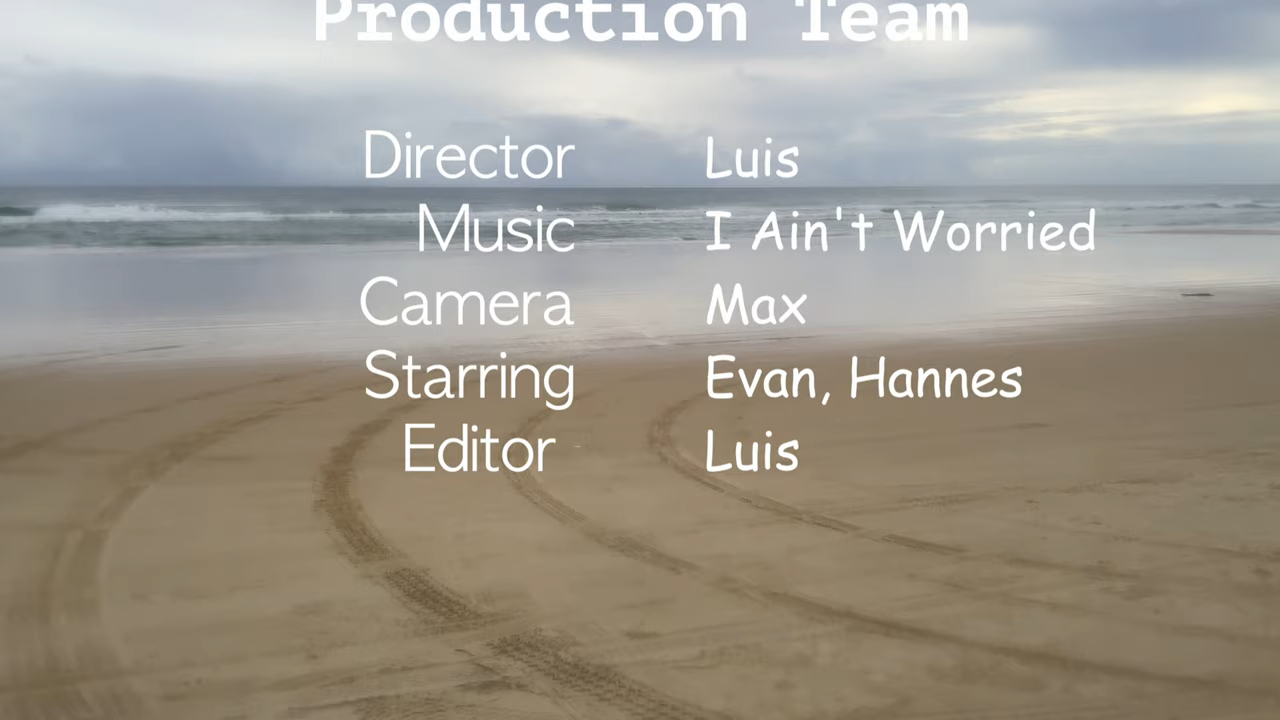 Production Team
Director Luis
Music I Ain't Worried
Camera Max
Starring Evan, Hannes
Editor Luis